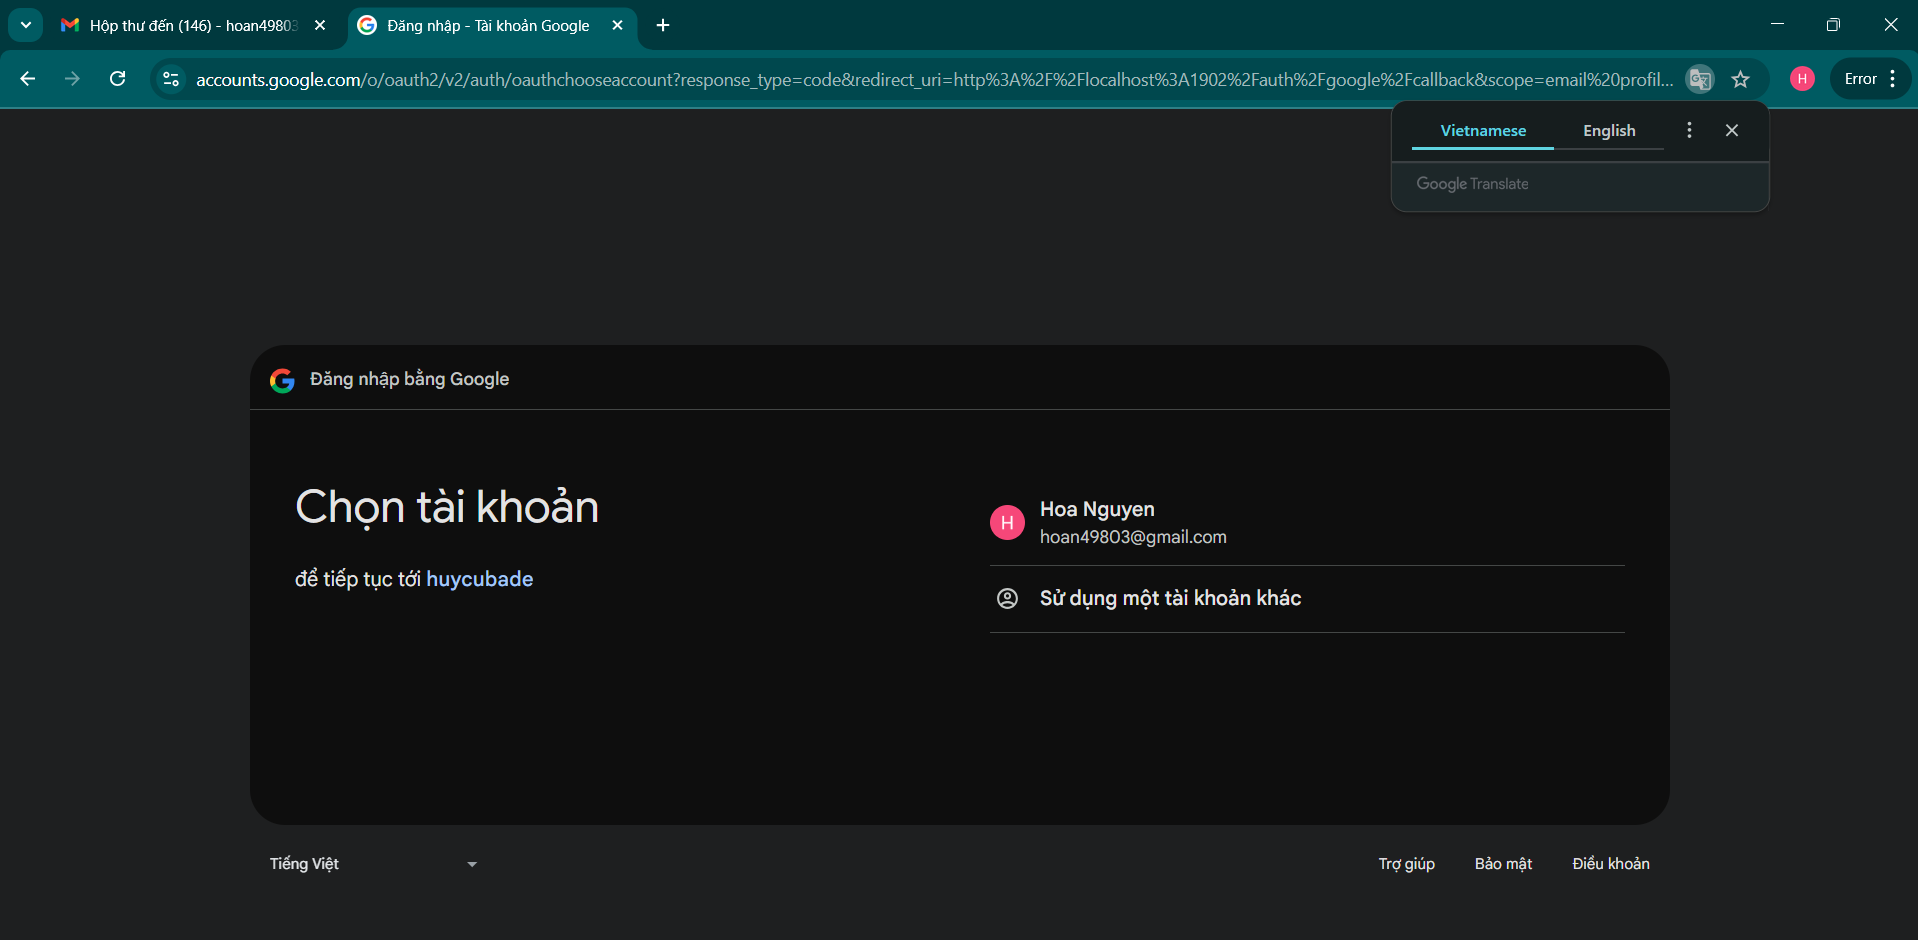 Hộp thư đến (146) - hoan49803
Đăng nhập - Tài khoản Google
accounts.google.com/o/oauth2/v2/auth/oauthchooseaccount?response_type=code&redirect_uri=http%3A%2F%2Flocalhost%3A1902%2Fauth%2Fgoogle%2Fcallback&scope=email%20profil...
H
Error
Vietnamese
English
Google Translate
Đăng nhập bằng Google
Chọn tài khoản
để tiếp tục tới huycubade
H
Hoa Nguyen
hoan49803@gmail.com
Sử dụng một tài khoản khác
Tiếng Việt
Trợ giúp
Bảo mật
Điều khoản